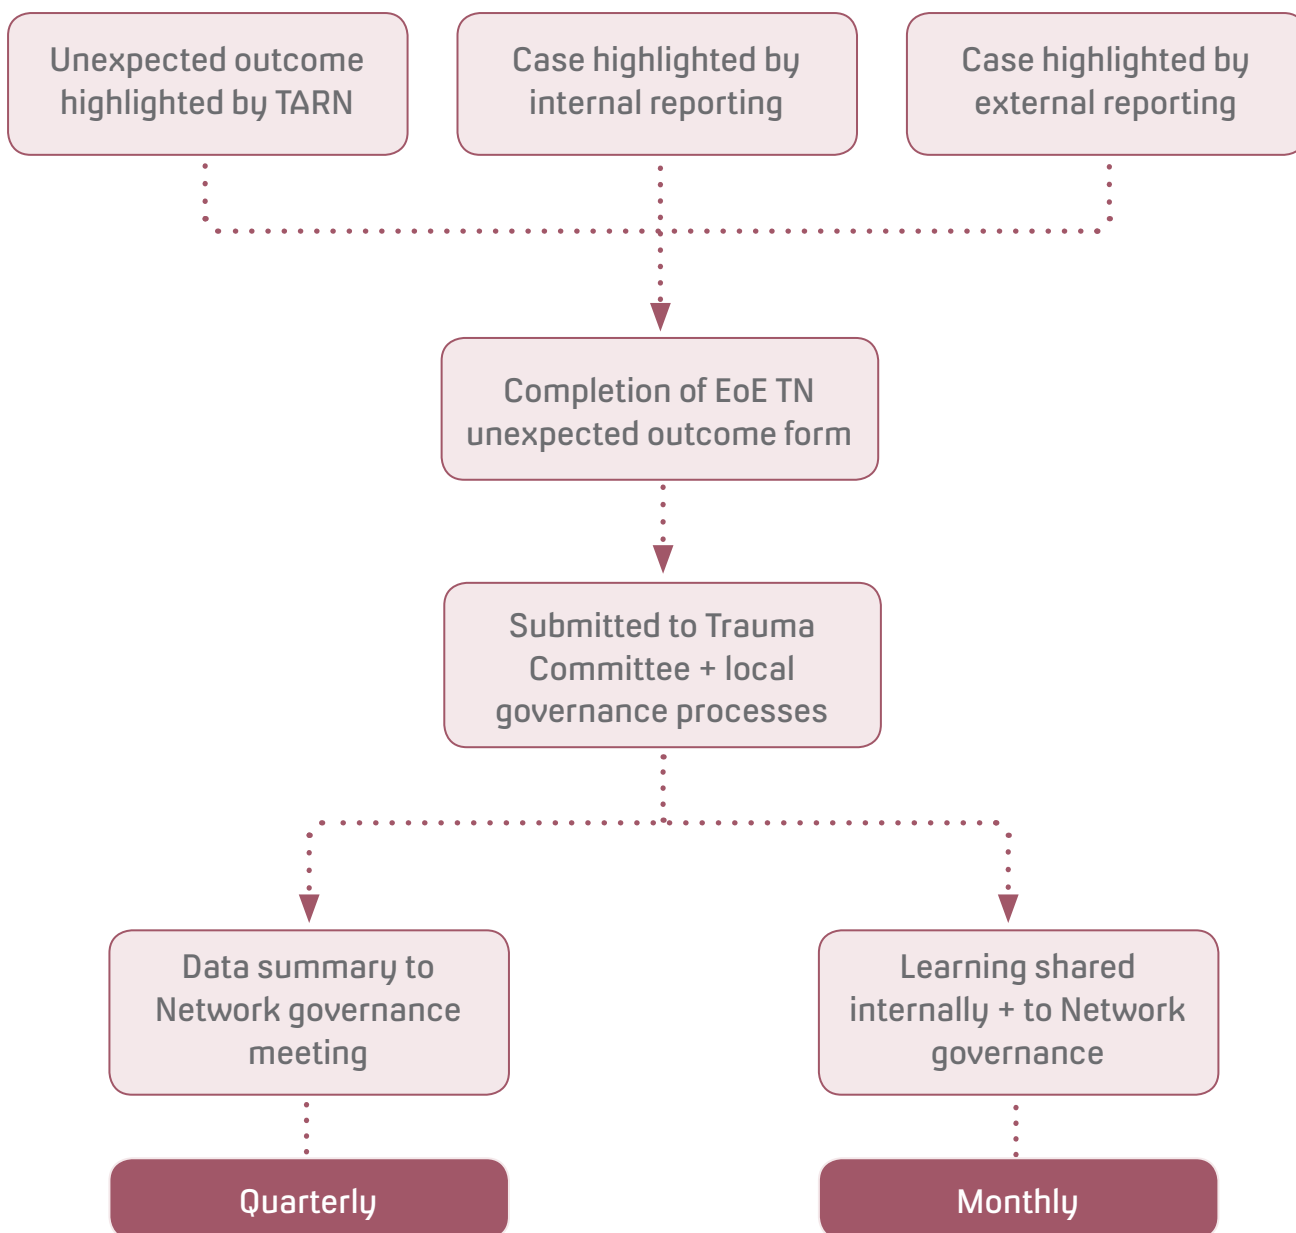 Unexpected outcome
highlighted by TARN
Case highlighted by
internal reporting
Case highlighted by
external reporting
Completion of EoE TN
unexpected outcome form
Submitted to Trauma
Committee + local
governance processes
Data summary to
Network governance
meeting
Learning shared
internally + to Network
governance
Quarterly
Monthly